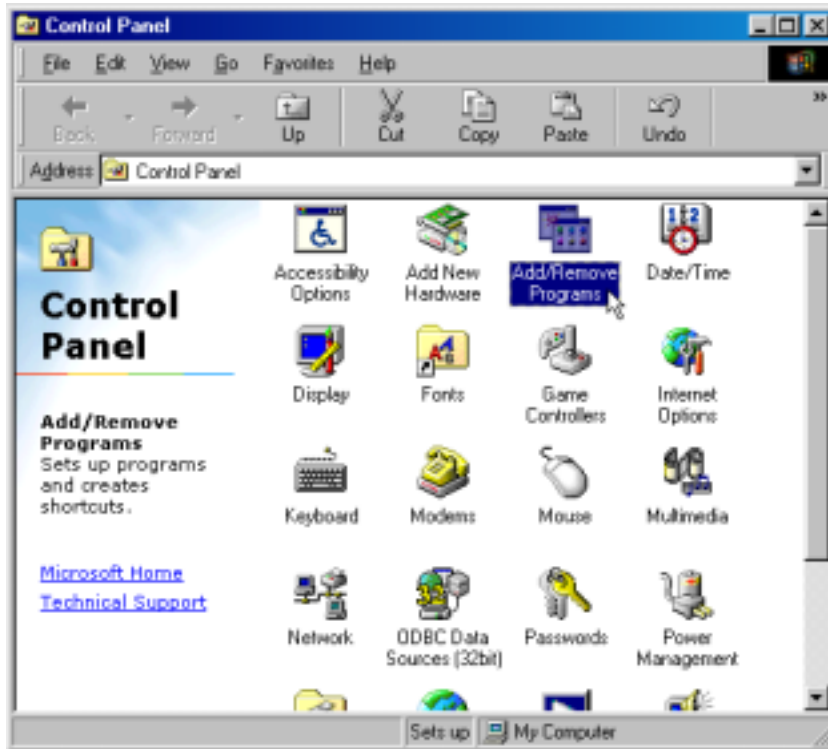 Control Panel
File Edit View Go Favorites Help
Back Forward Up Cut Copy Paste Undo
Address Control Panel
Control
Panel
Add/Remove
Programs
Sets up programs
and creates
shortcuts.
Microsoft Home
Technical Support
Accessibility
Options
Add New
Hardware
Add/Remove
Programs
Date/Time
Display
Fonts
Game
Controllers
Internet
Options
Keyboard
Modems
Mouse
Multimedia
Network
ODBC Data
Sources (32bit)
Passwords
Power
Management
Sets up My Computer